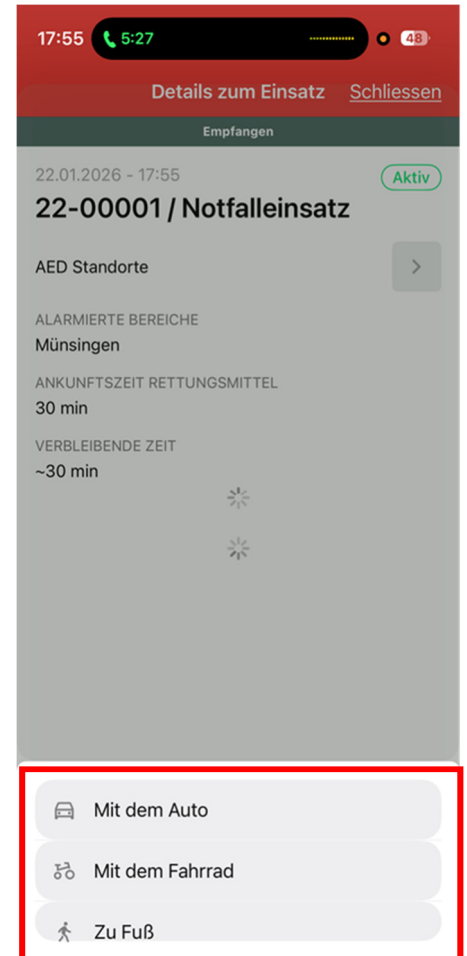 17:55 5:27 48
Details zum Einsatz Schliessen
Empfangen
22.01.2026 - 17:55 Aktiv
22-00001 / Notfalleinsatz
AED Standorte
ALARMIERTE BEREICHE
Münsingen
ANKUNFTSZEIT RETTUNGSMITTEL
30 min
VERBLEIBENDE ZEIT
~30 min
Mit dem Auto
Mit dem Fahrrad
Zu Fuß